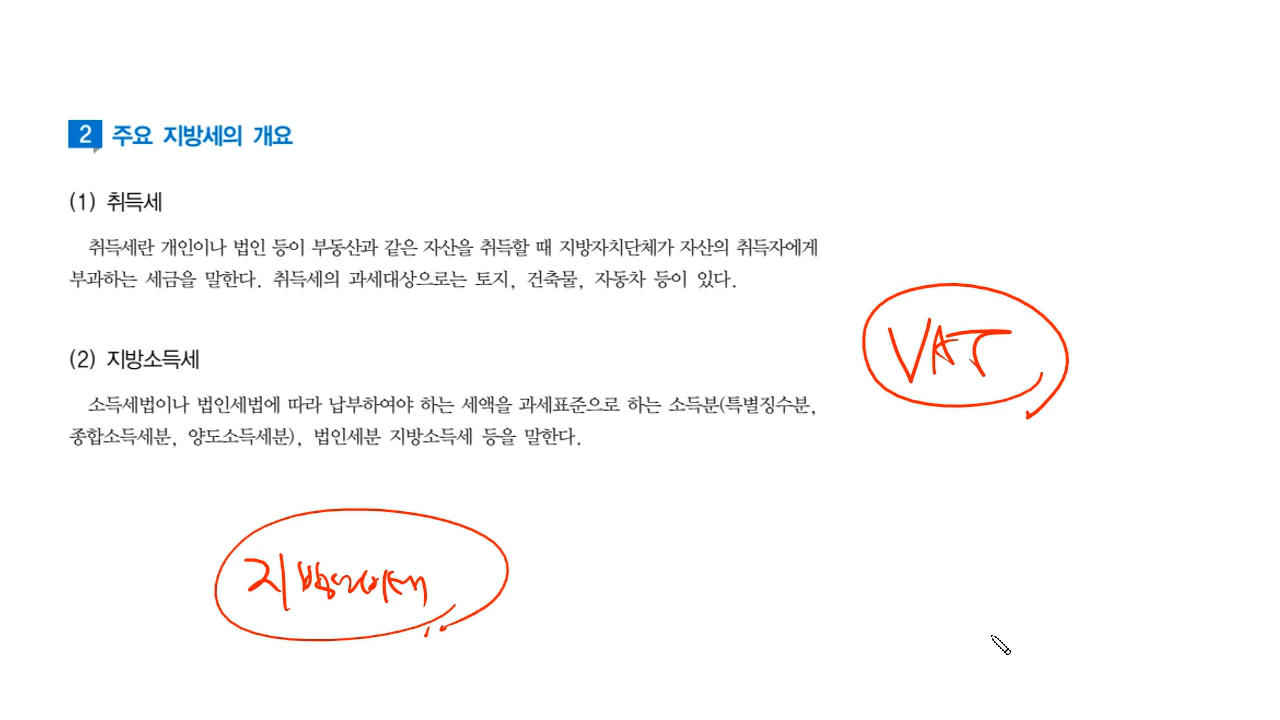 2 주요 지방세의 개요
(1) 취득세
취득세란 개인이나 법인 등이 부동산과 같은 자산을 취득할 때 지방자치단체가 자산의 취득자에게
부과하는 세금을 말한다. 취득세의 과세대상으로는 토지, 건축물, 자동차 등이 있다.
VAT
(2) 지방소득세
소득세법이나 법인세법에 따라 납부하여야 하는 세액을 과세표준으로 하는 소득분(특별징수분,
종합소득세분, 양도소득세분), 법인세분 지방소득세 등을 말한다.